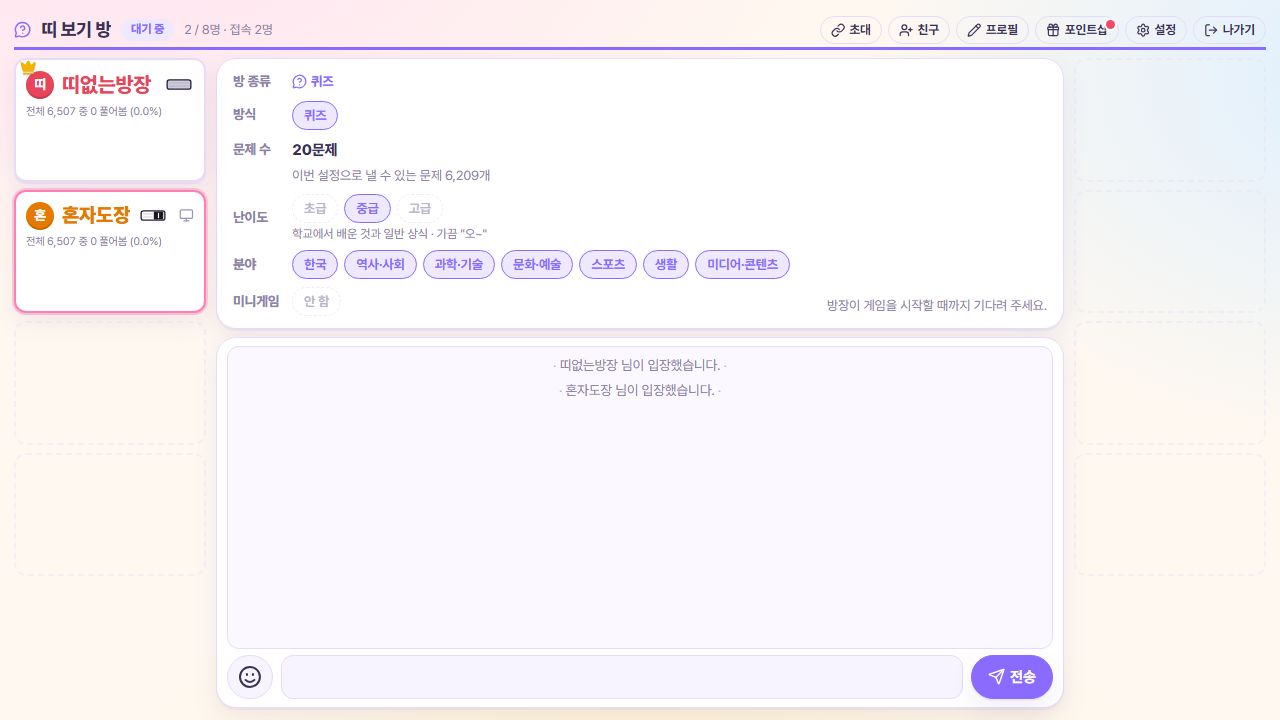 띠 보기 방 대기 중 2 / 8명 · 접속 2명 초대 친구 프로필 포인트샵 설정 나가기
띠 띠없는방장
전체 6,507 중 0 풀어봄 (0.0%)
혼 혼자도장
전체 6,507 중 0 풀어봄 (0.0%)
방 종류 퀴즈
방식 퀴즈
문제 수 20문제
이번 설정으로 낼 수 있는 문제 6,209개
난이도 초급 중급 고급
학교에서 배운 것과 일반 상식 · 가끔 "오~"
분야 한국 역사·사회 과학·기술 문화·예술 스포츠 생활 미디어·콘텐츠
미니게임 안 함
방장이 게임을 시작할 때까지 기다려 주세요.
· 띠없는방장 님이 입장했습니다. ·
· 혼자도장 님이 입장했습니다. ·
전송